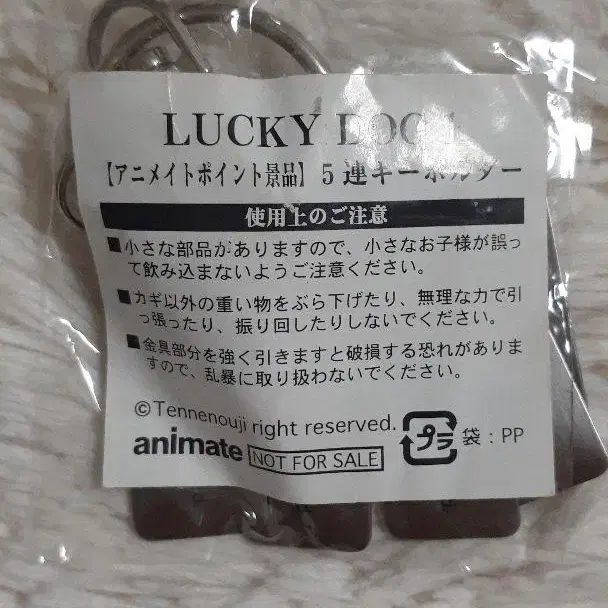 LUCKY DOG 1
【アニメイトポイント景品】5連キーホルダー
使用上のご注意
■小さな部品がありますので、小さなお子様が誤っ
て飲み込まないようご注意ください。
■カギ以外の重い物をぶら下げたり、無理な力で引
っ張ったり、振り回したりしないでください。
■金具部分を強く引きますと破損する恐れがありま
すので、乱暴に取り扱わないでください。
©Tennenouji right reserved.
animate NOT FOR SALE プラ 袋：PP